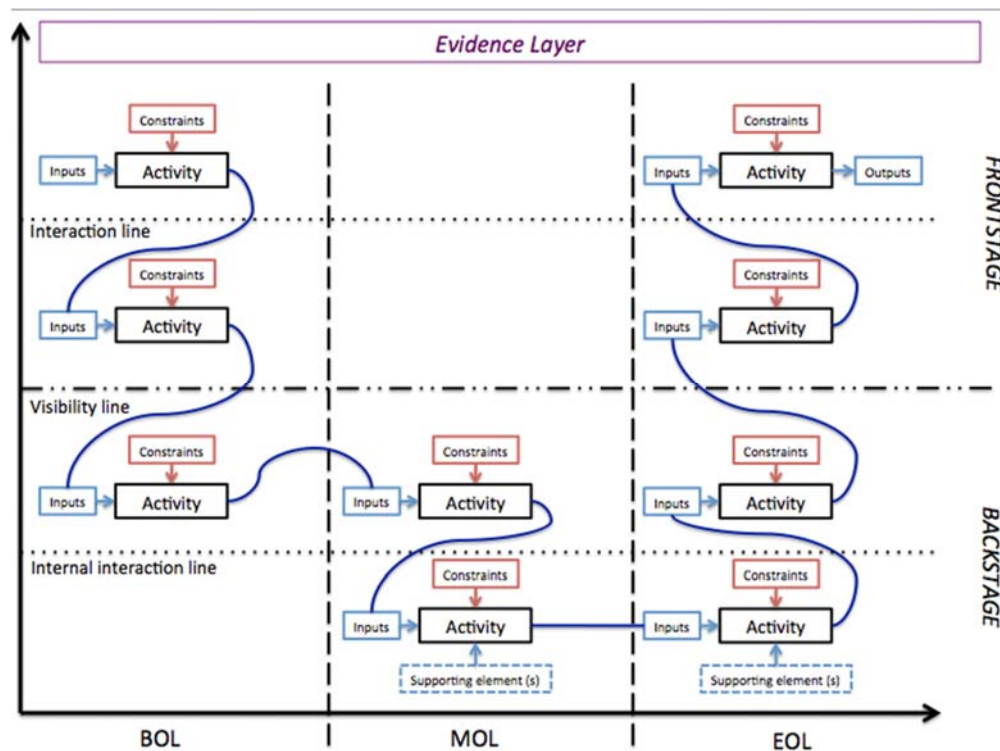 Evidence Layer
Constraints
Constraints
Inputs
Activity
Inputs
Activity
Outputs
FRONTSTAGE
Interaction line
Constraints
Constraints
Inputs
Activity
Inputs
Activity
Visibility line
Constraints
Constraints
Constraints
Inputs
Activity
Inputs
Activity
Inputs
Activity
BACKSTAGE
Internal interaction line
Constraints
Constraints
Inputs
Activity
Inputs
Activity
Supporting element (s)
Supporting element (s)
BOL
MOL
EOL